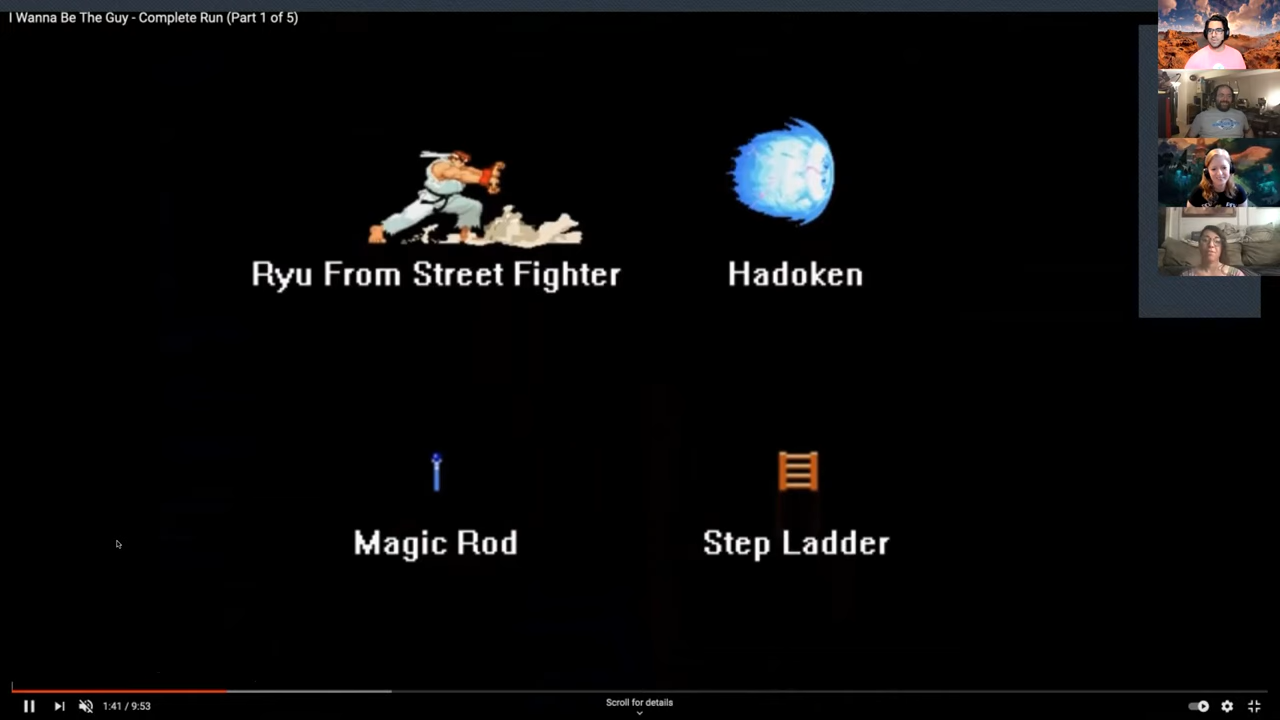 I Wanna Be The Guy - Complete Run (Part 1 of 5)
Ryu From Street Fighter
Hadoken
Magic Rod
Step Ladder
1:41 / 9:53
Scroll for details